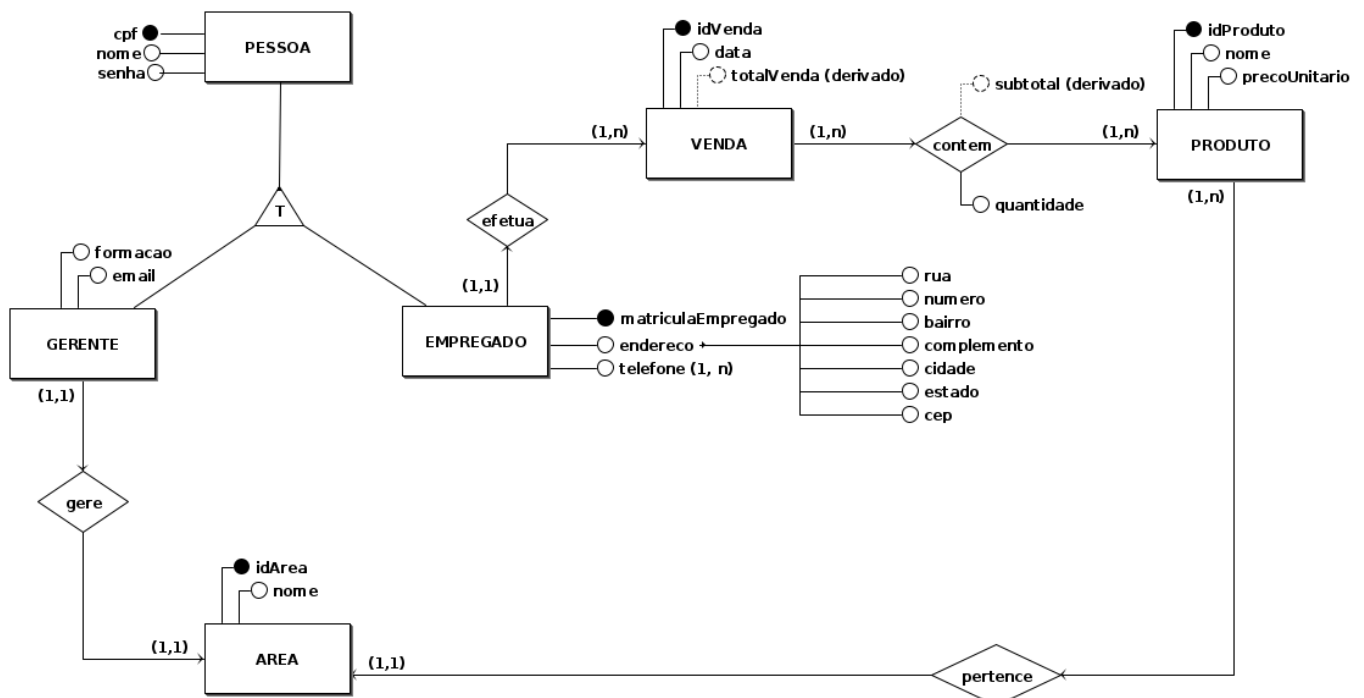 cpf
nome
senha
PESSOA
idVenda
data
totalVenda (derivado)
VENDA
(1,n)
(1,n)
subtotal (derivado)
contem
quantidade
idProduto
nome
precoUnitario
(1,n)
PRODUTO
(1,n)
T
efetua
(1,1)
formacao
email
GERENTE
(1,1)
EMPREGADO
matriculaEmpregado
endereco
telefone (1, n)
rua
numero
bairro
complemento
cidade
estado
cep
gere
idArea
nome
(1,1)
AREA
(1,1)
pertence